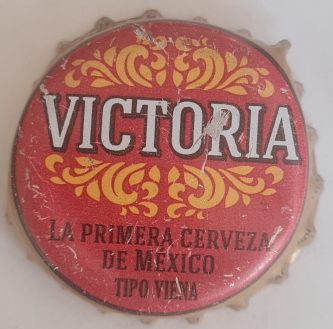 VICTORIA
LA PRIMERA CERVEZA
DE MÉXICO
TIPO VIENA